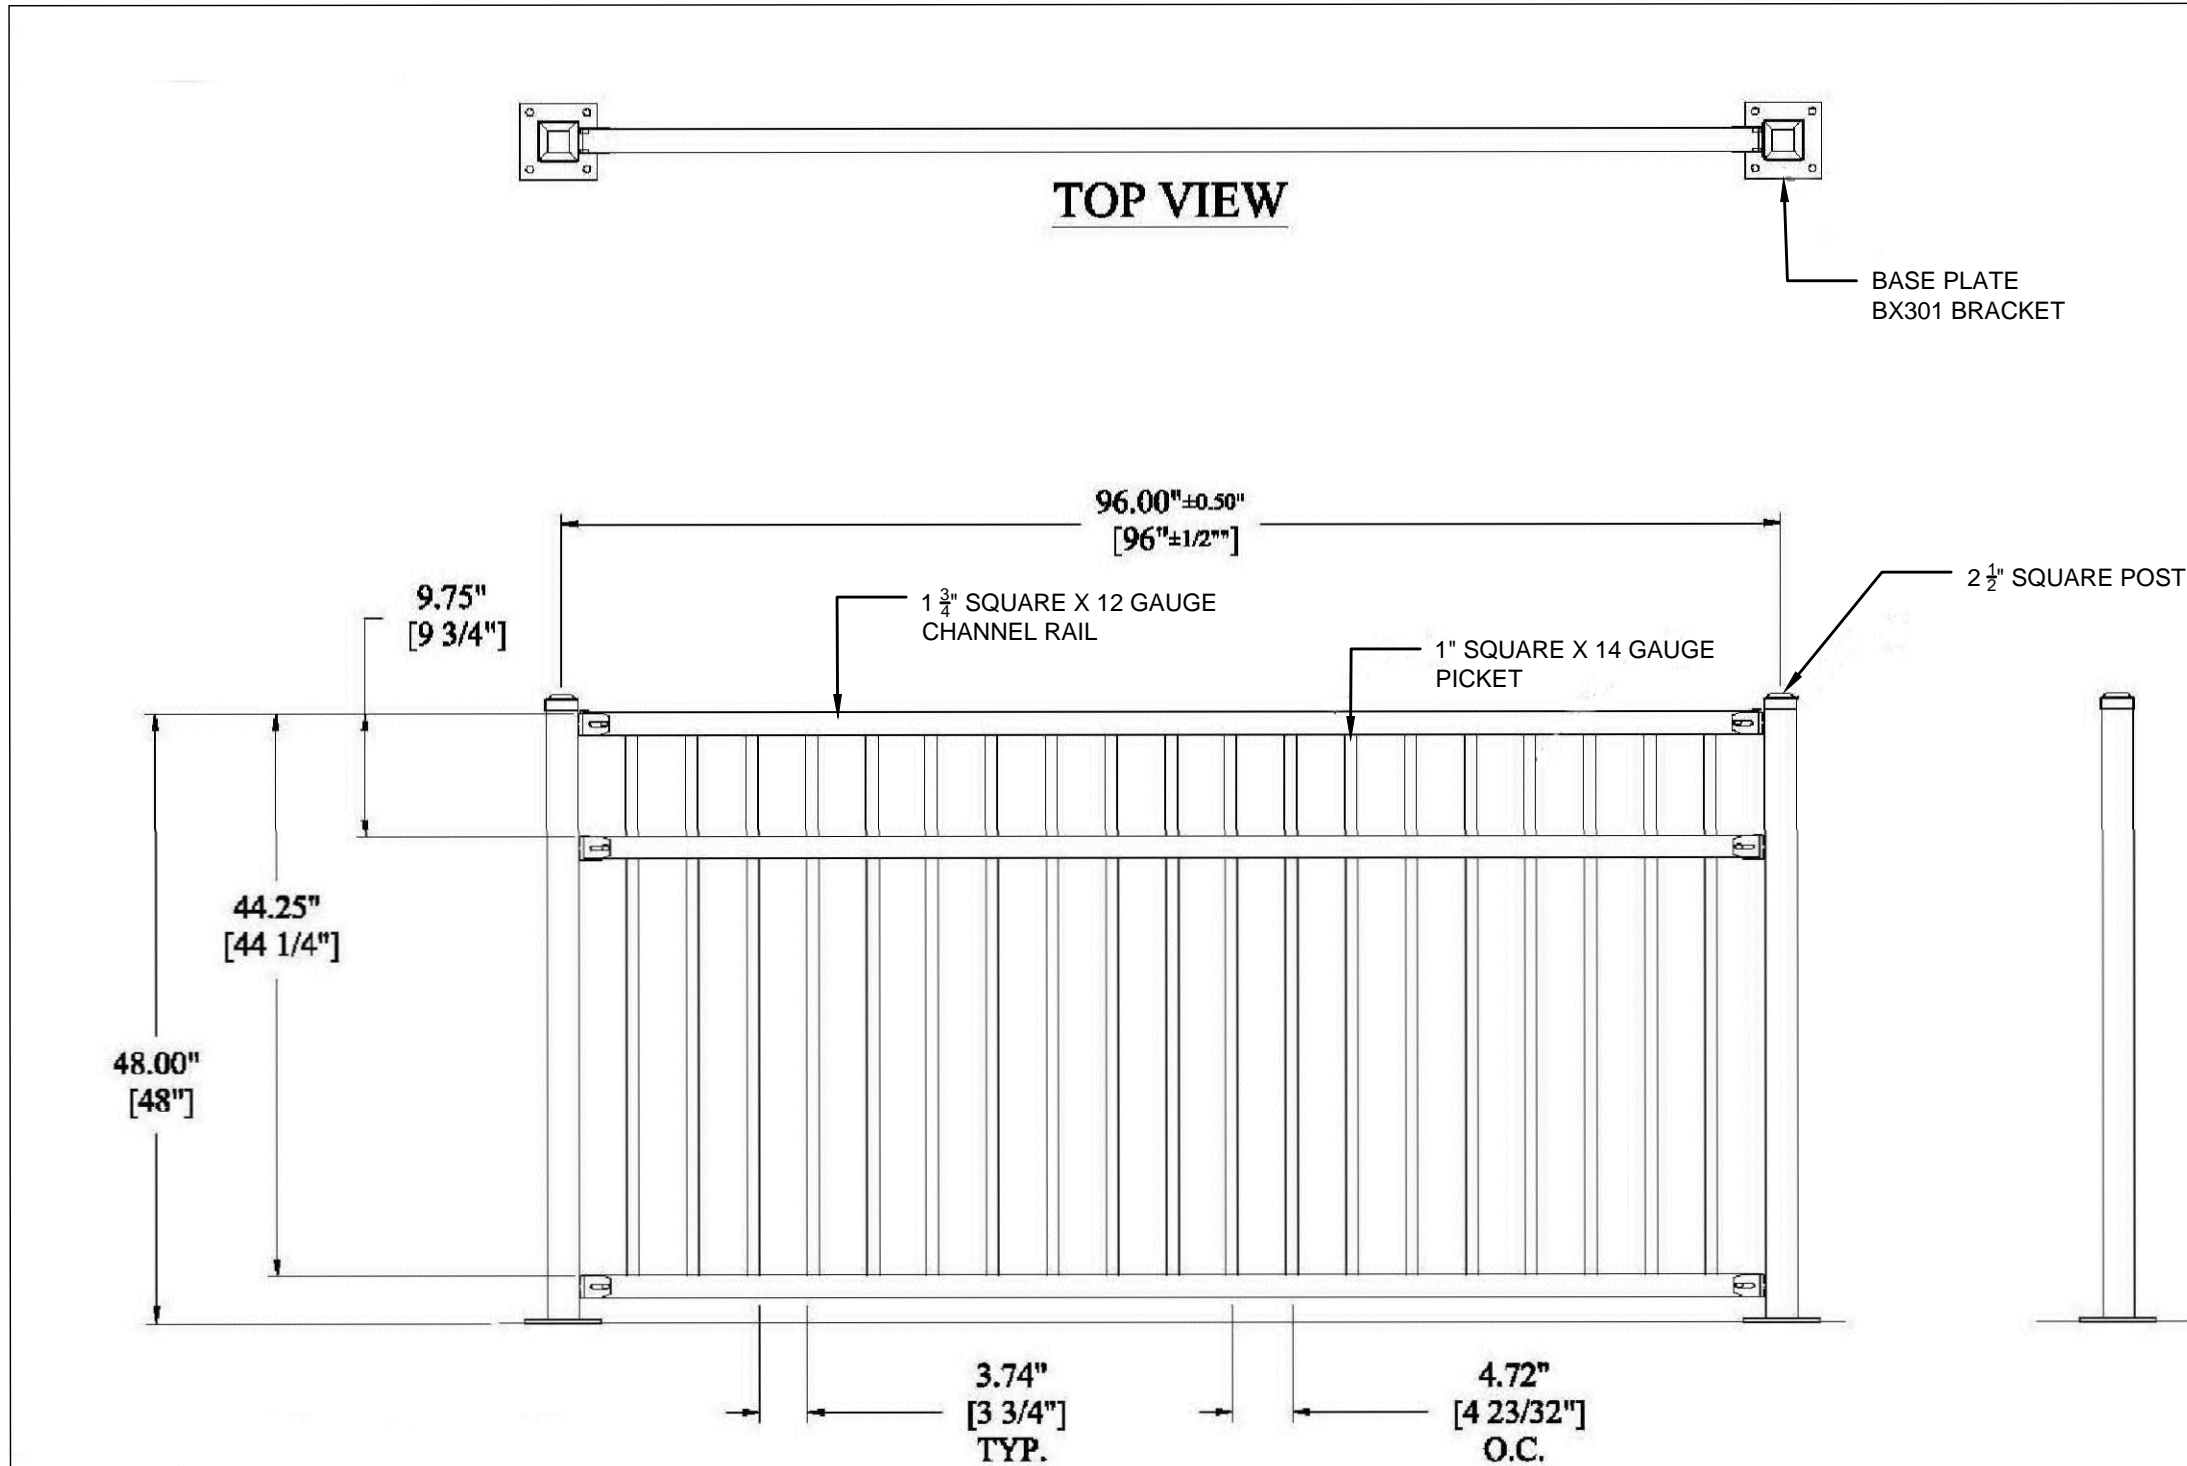 TOP VIEW
BASE PLATE
BX301 BRACKET
96.00"±0.50"
[96"±1/2""]
2 1/2" SQUARE POST
9.75"
[9 3/4"]
1 3/4" SQUARE X 12 GAUGE
CHANNEL RAIL
1" SQUARE X 14 GAUGE
PICKET
44.25"
[44 1/4"]
48.00"
[48"]
3.74"
[3 3/4"]
TYP.
4.72"
[4 23/32"]
O.C.